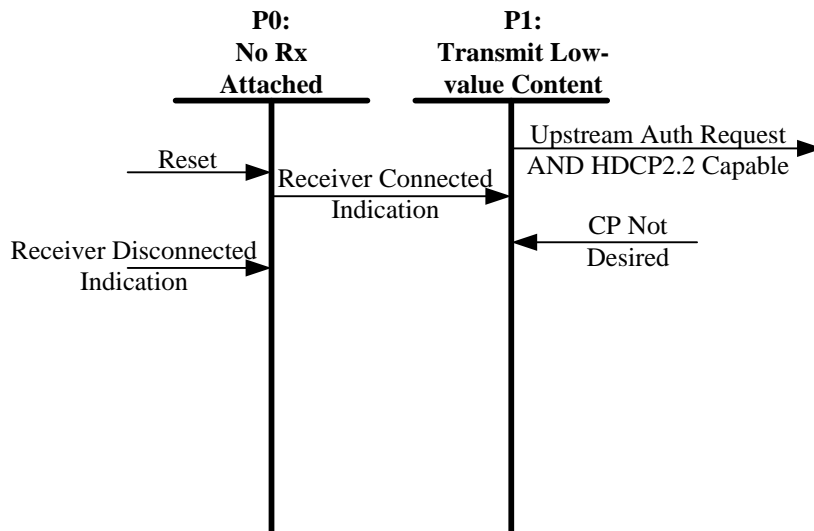 P0:
No Rx
Attached
P1:
Transmit Low-
value Content
Upstream Auth Request
AND HDCP2.2 Capable
Reset
Receiver Connected
Indication
CP Not
Desired
Receiver Disconnected
Indication